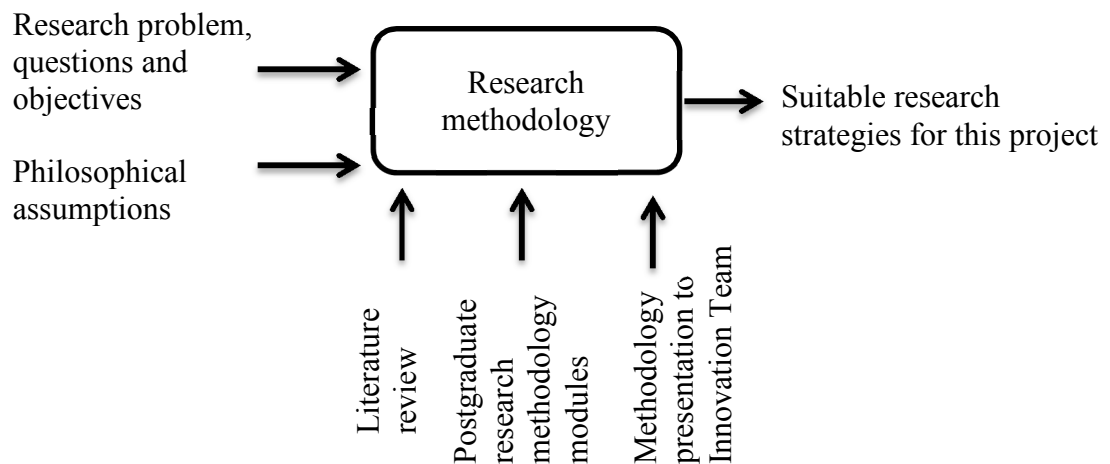 Research problem,
questions and
objectives
Philosophical
assumptions
Research
methodology
Suitable research
strategies for this project
Literature
review
Postgraduate
research
methodology
modules
Methodology
presentation to
Innovation Team